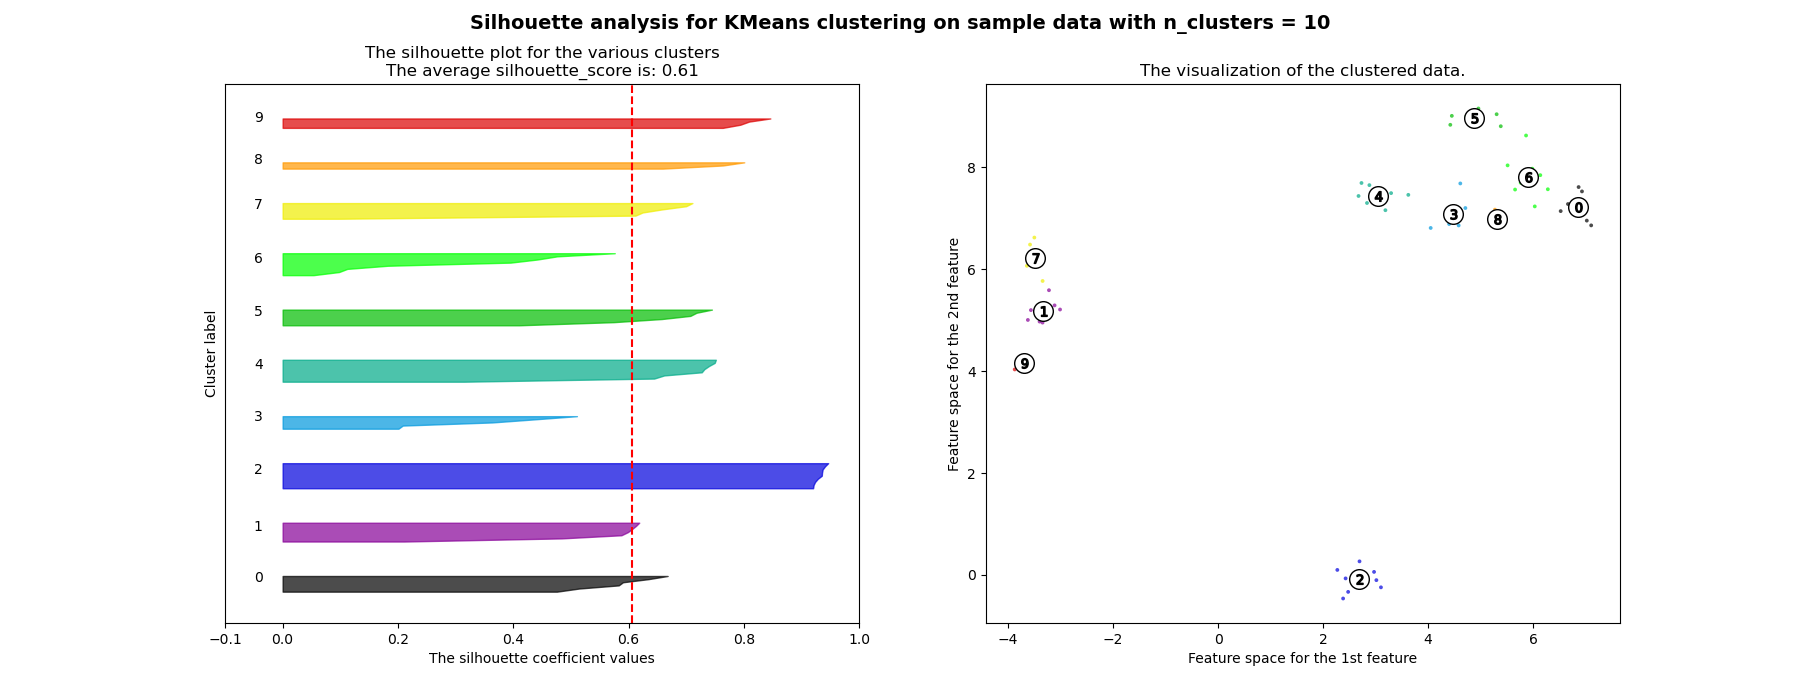 Silhouette analysis for KMeans clustering on sample data with n_clusters = 10
The silhouette plot for the various clusters
The average silhouette_score is: 0.61
Cluster label
9
8
7
6
5
4
3
2
1
0
−0.1 0.0 0.2 0.4 0.6 0.8 1.0
The silhouette coefficient values
The visualization of the clustered data.
Feature space for the 2nd feature
8
6
4
2
0
5
6
4
0
3
8
7
1
9
2
−4 −2 0 2 4 6
Feature space for the 1st feature